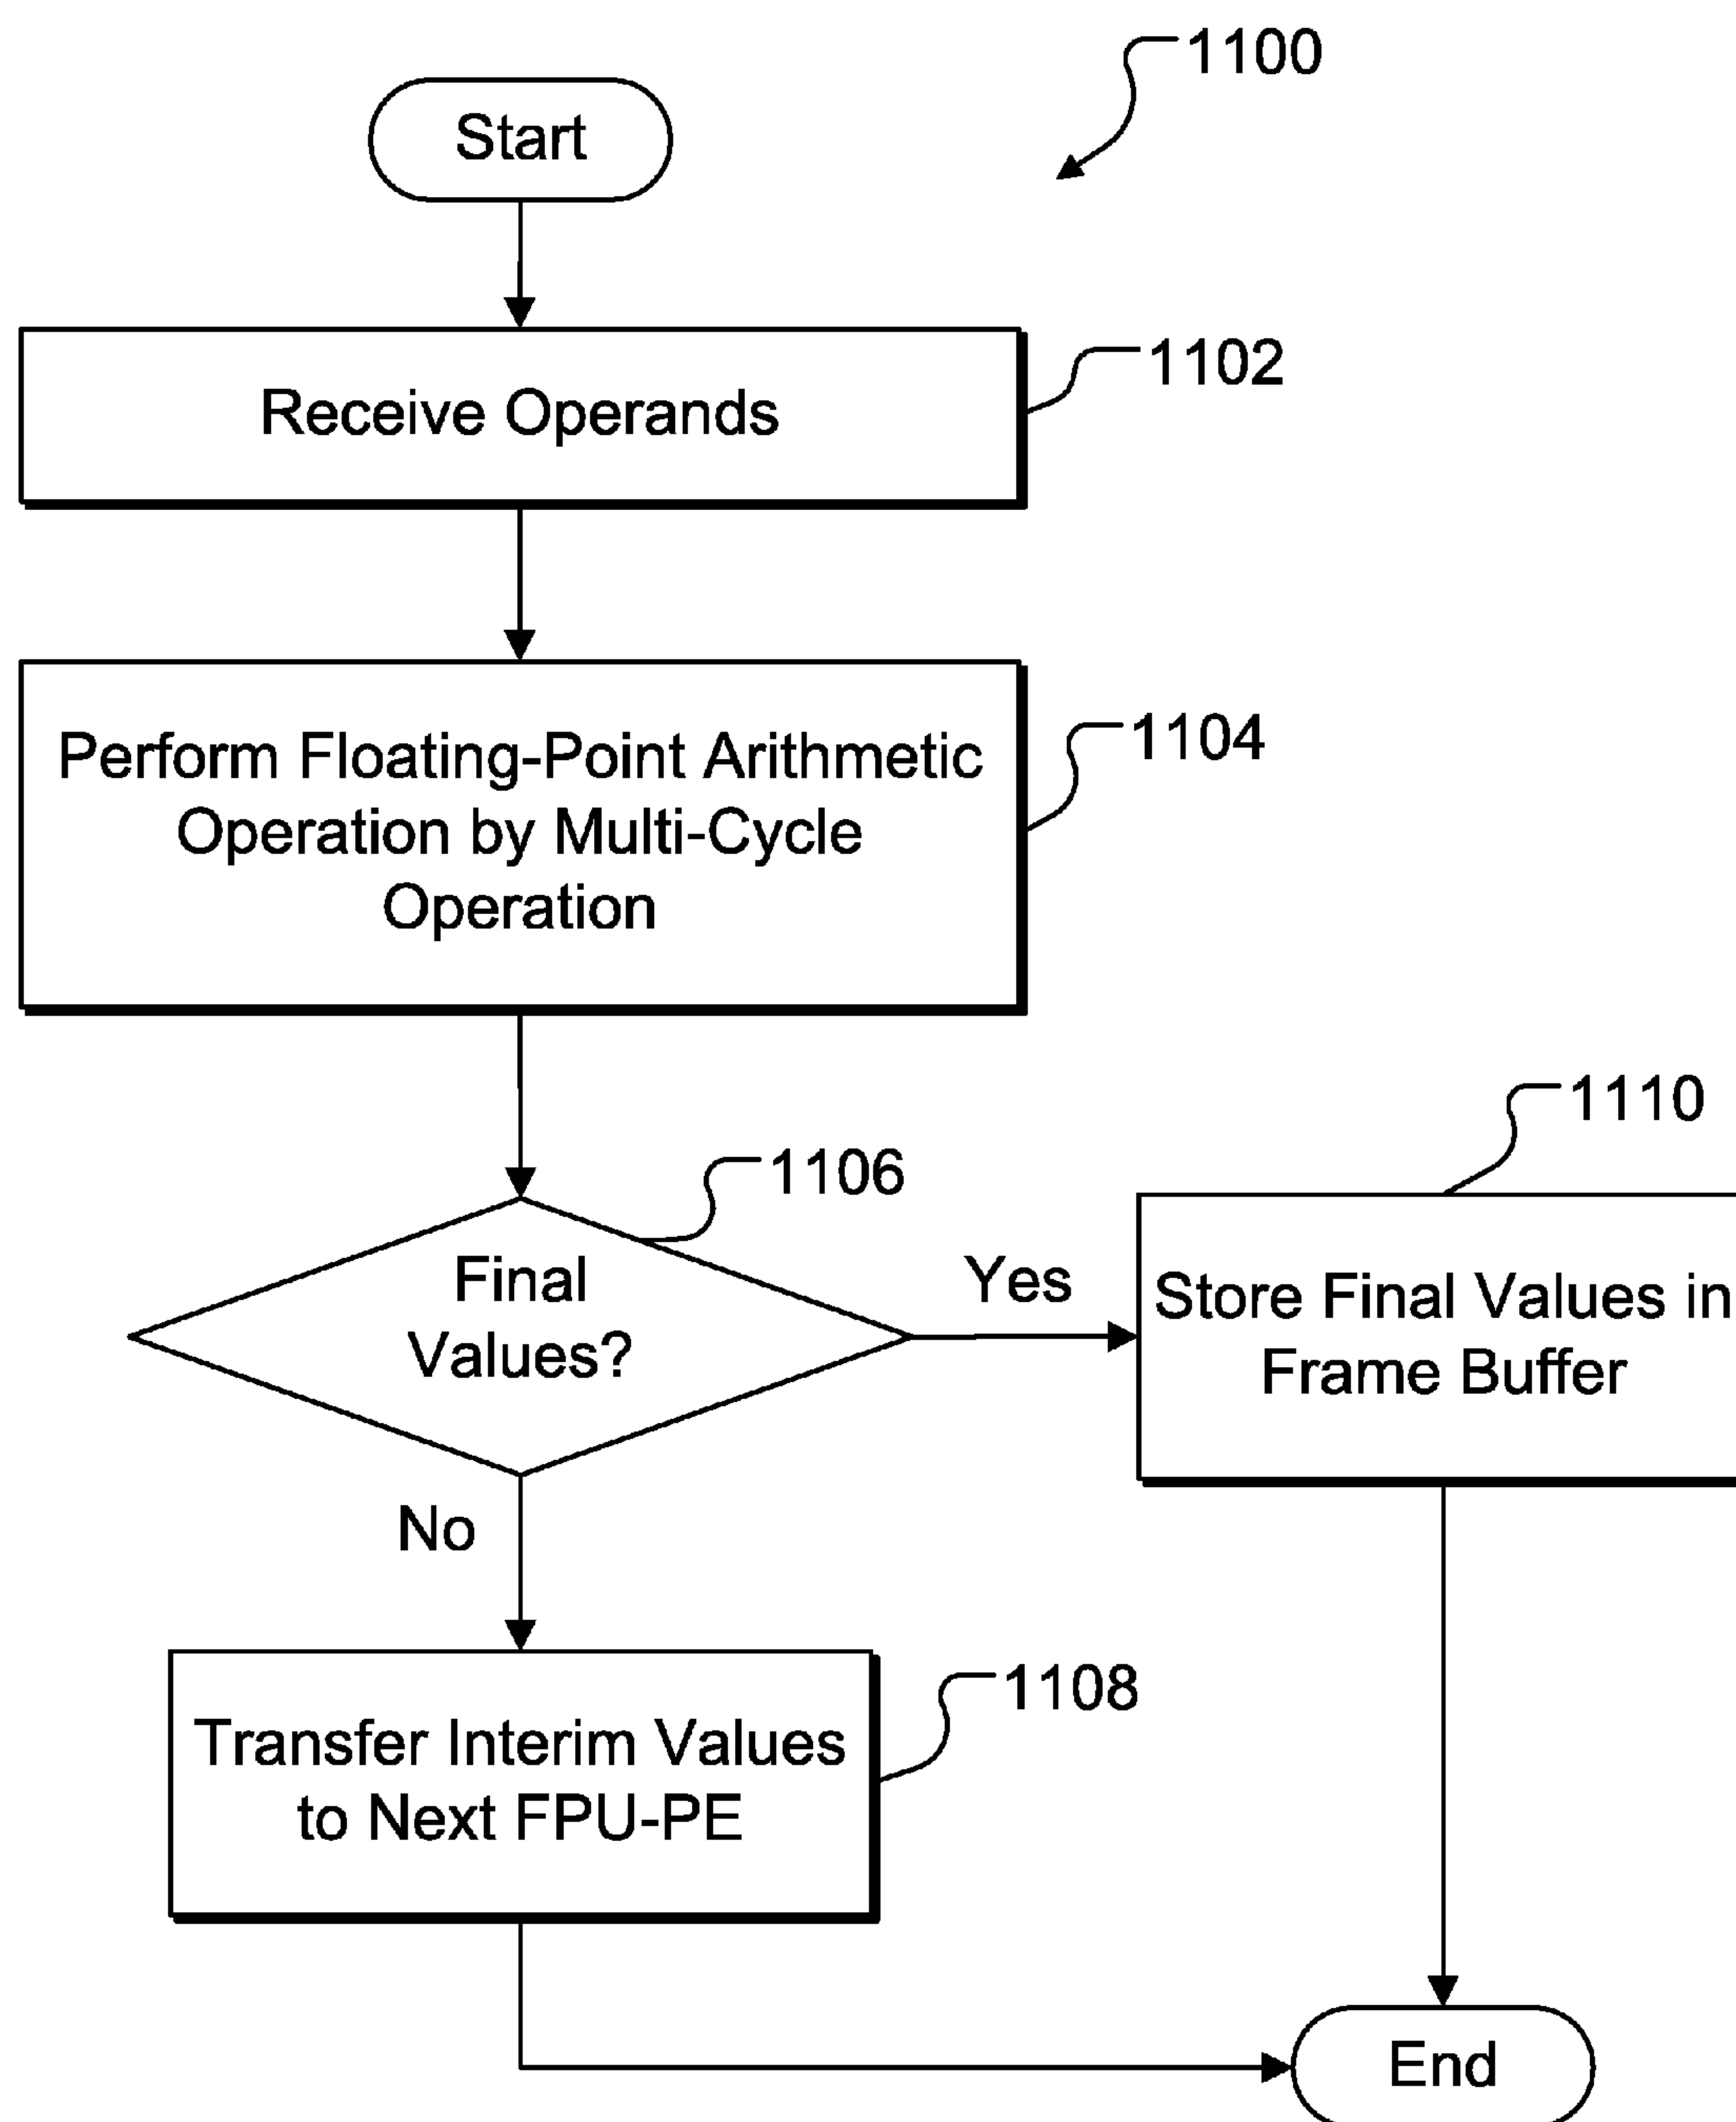 1100
Start
1102
Receive Operands
1104
Perform Floating-Point Arithmetic
Operation by Multi-Cycle
Operation
1106
Final
Values?
Yes
1110
Store Final Values in
Frame Buffer
No
1108
Transfer Interim Values
to Next FPU-PE
End